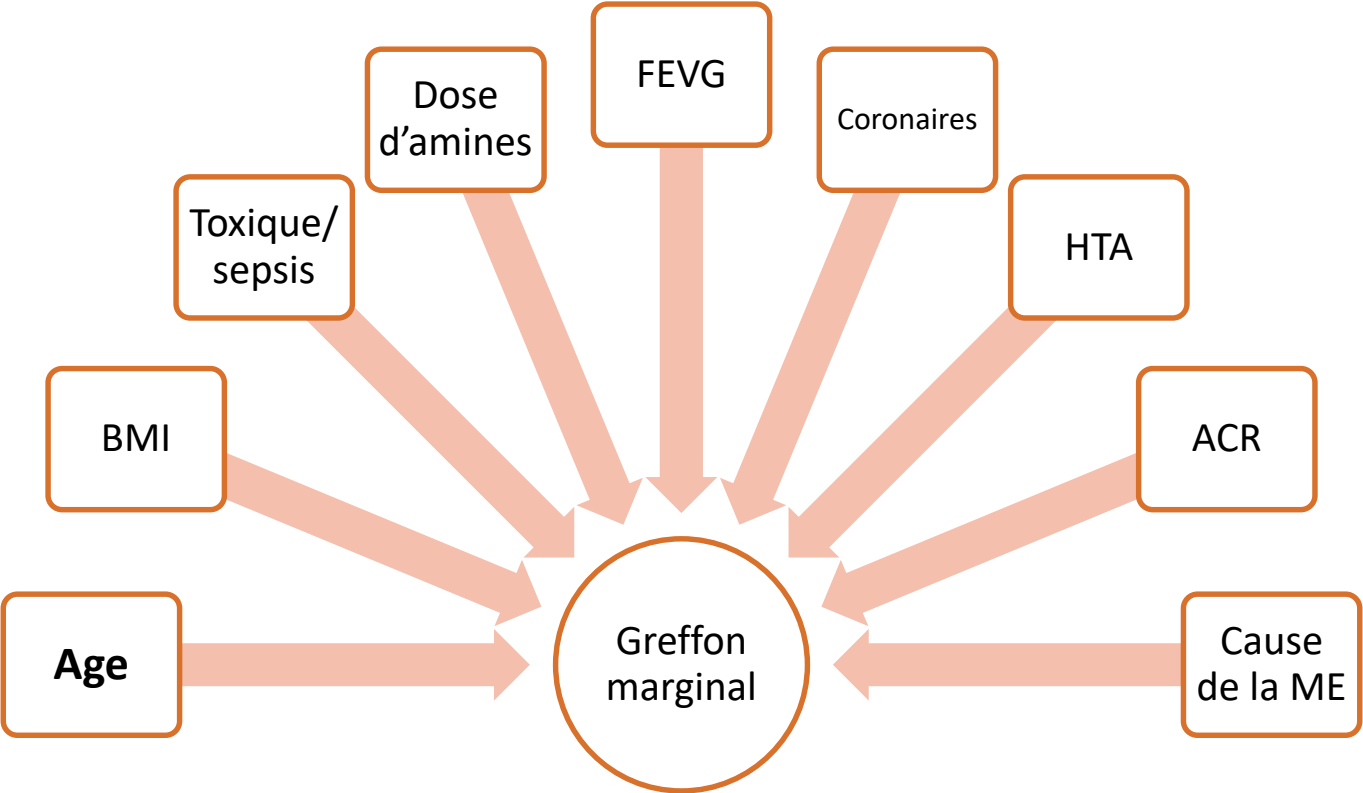 FEVG
Dose
d’amines
Coronaires
Toxique/
sepsis
HTA
BMI
ACR
Age
Greffon
marginal
Cause
de la ME